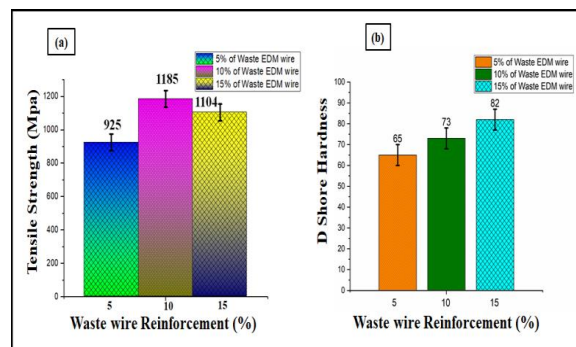 (a)
5% of Waste EDM wire
10% of Waste EDM wire
15% of Waste EDM wire
1185
1104
925
Tensile Strength (Mpa)
1200
1000
800
600
400
200
0
5
10
15
Waste wire Reinforcement (%)
(b)
5% of Waste EDM wire
10% of Waste EDM wire
15% of Waste EDM wire
D Shore Hardness
100
90
80
70
60
50
40
30
20
10
0
65
73
82
5
10
15
Waste wire Reinforcement (%)